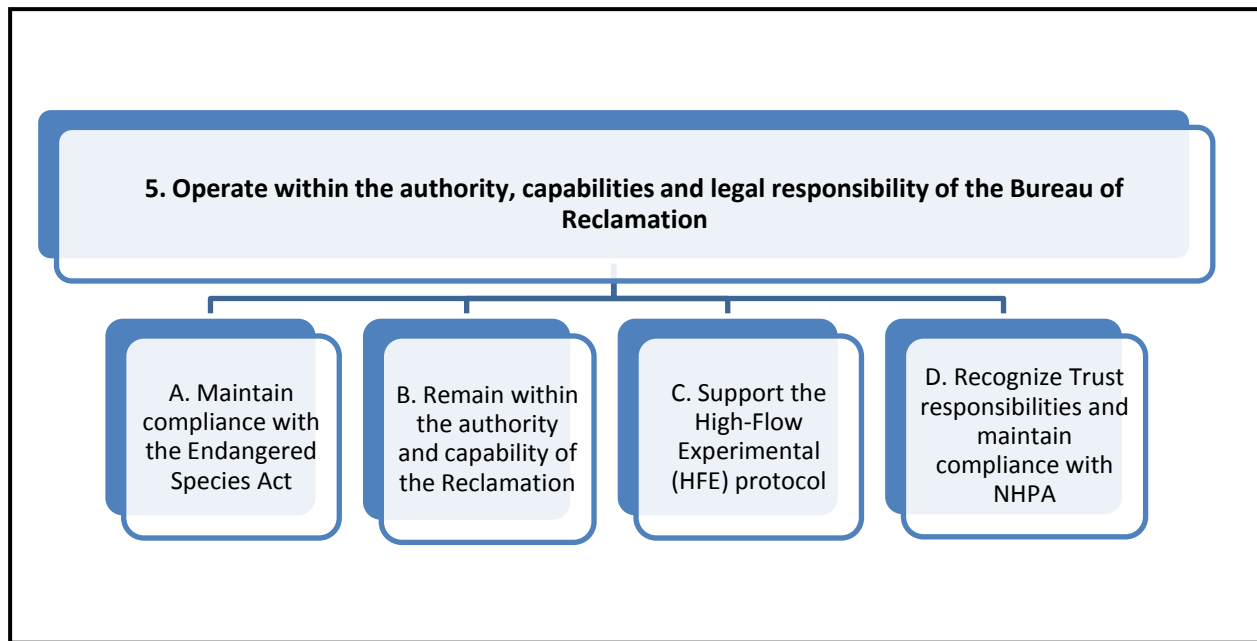 5. Operate within the authority, capabilities and legal responsibility of the Bureau of
Reclamation
A. Maintain
compliance with
the Endangered
Species Act
B. Remain within
the authority
and capability of
the Reclamation
C. Support the
High-Flow
Experimental
(HFE) protocol
D. Recognize Trust
responsibilities and
maintain
compliance with
NHPA